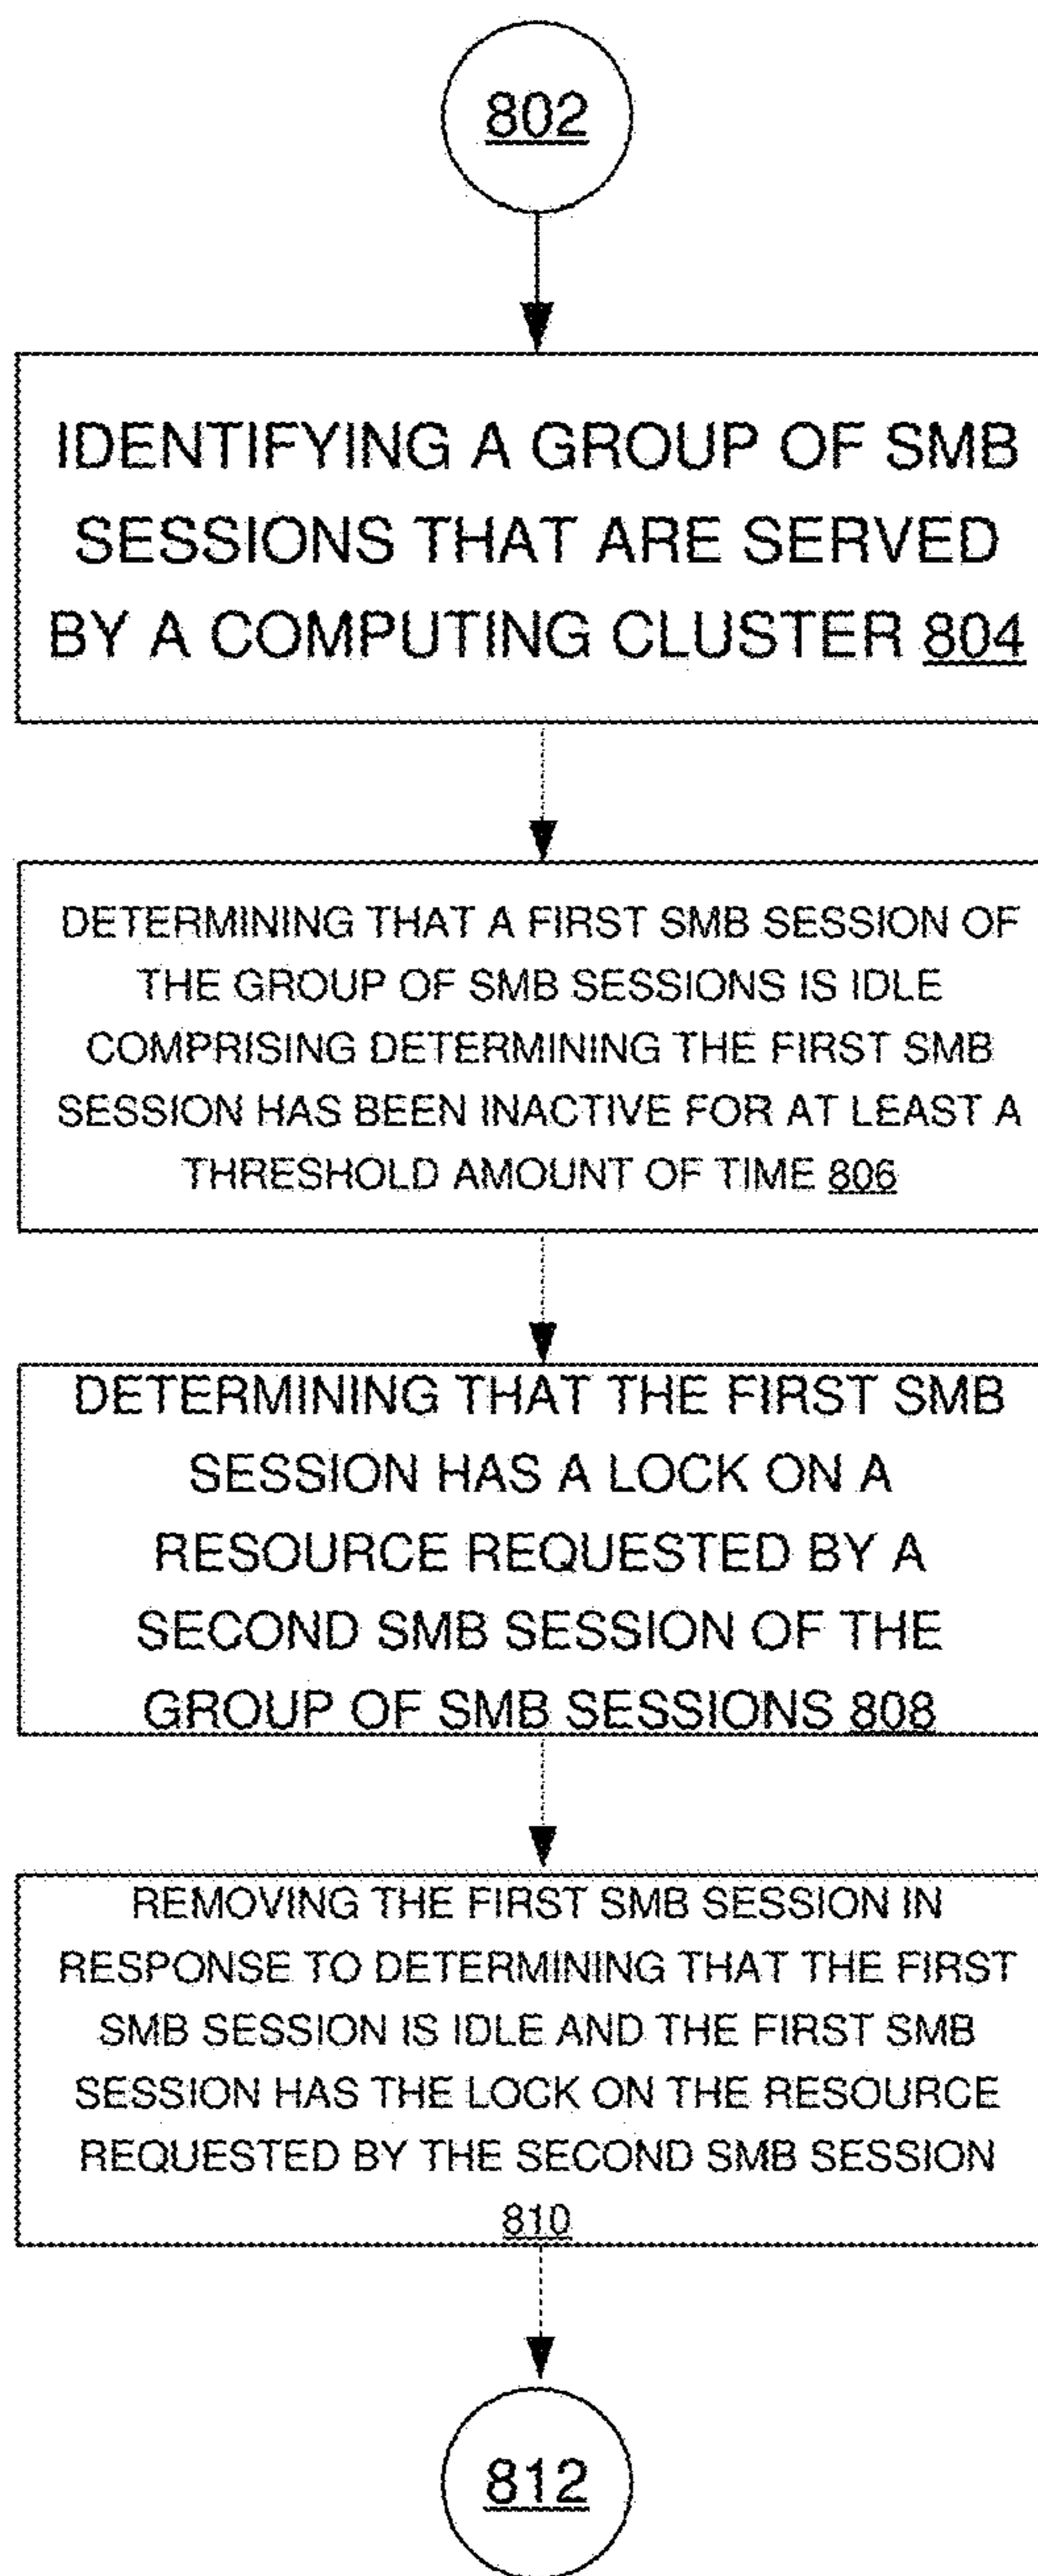 802
IDENTIFYING A GROUP OF SMB
SESSIONS THAT ARE SERVED
BY A COMPUTING CLUSTER 804
DETERMINING THAT A FIRST SMB SESSION OF
THE GROUP OF SMB SESSIONS IS IDLE
COMPRISING DETERMINING THE FIRST SMB
SESSION HAS BEEN INACTIVE FOR AT LEAST A
THRESHOLD AMOUNT OF TIME 806
DETERMINING THAT THE FIRST SMB
SESSION HAS A LOCK ON A
RESOURCE REQUESTED BY A
SECOND SMB SESSION OF THE
GROUP OF SMB SESSIONS 808
REMOVING THE FIRST SMB SESSION IN
RESPONSE TO DETERMINING THAT THE FIRST
SMB SESSION IS IDLE AND THE FIRST SMB
SESSION HAS THE LOCK ON THE RESOURCE
REQUESTED BY THE SECOND SMB SESSION
810
812